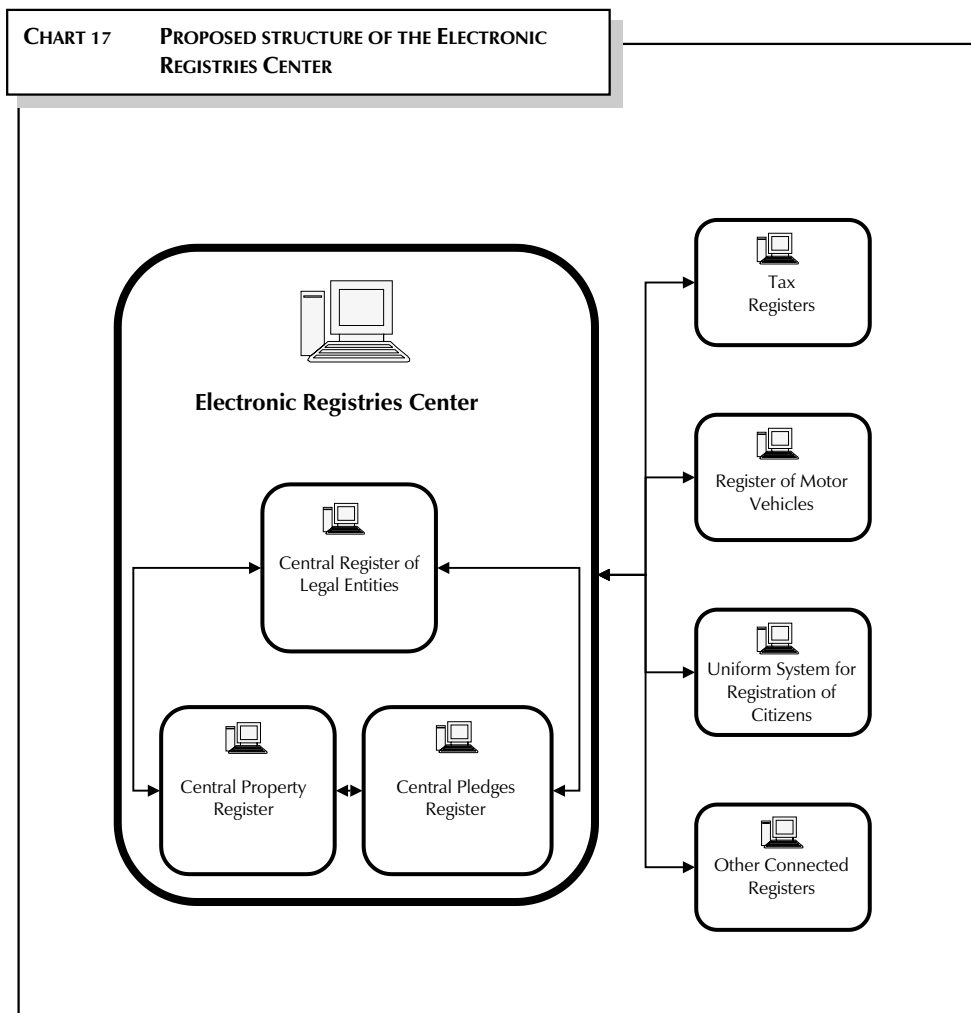 CHART 17 PROPOSED STRUCTURE OF THE ELECTRONIC
REGISTRIES CENTER
Electronic Registries Center
Central Register of
Legal Entities
Central Property
Register
Central Pledges
Register
Tax
Registers
Register of Motor
Vehicles
Uniform System for
Registration of
Citizens
Other Connected
Registers